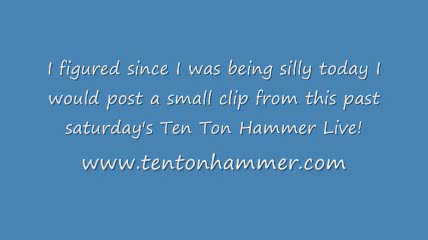 I figured since I was being silly today I
would post a small clip from this past
saturday's Ten Ton Hammer Live!
www.tentonhammer.com